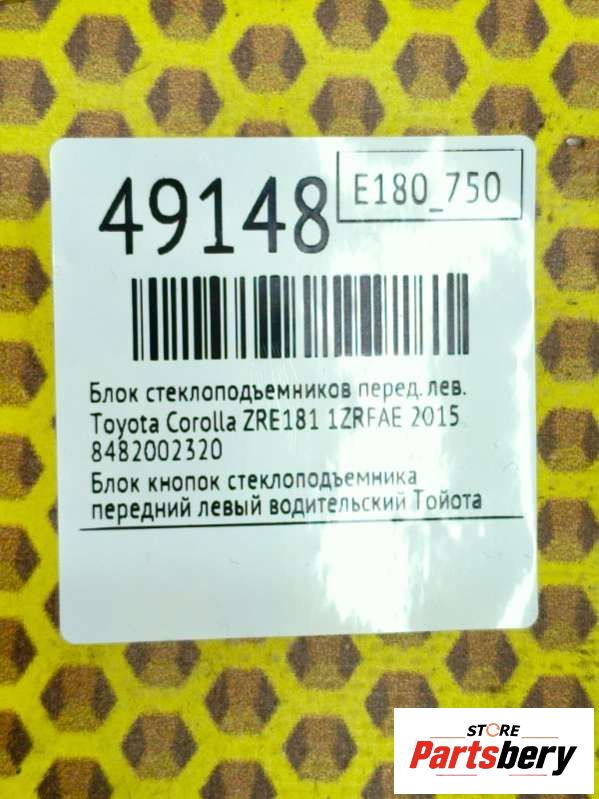 49148
E180_750
Блок стеклоподъемников перед. лев.
Toyota Corolla ZRE181 1ZRFAE 2015
8482002320
Блок кнопок стеклоподъемника
передний левый водительский Тойота
STORE
Partsbery